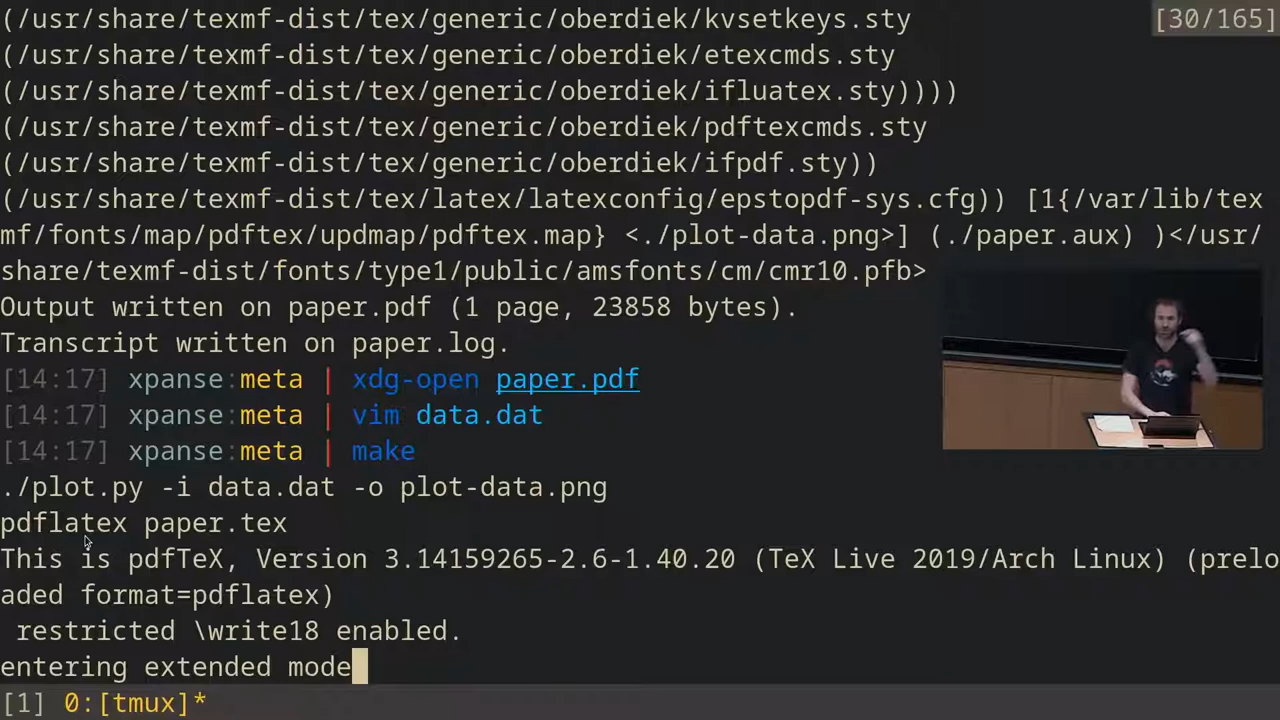 (/usr/share/texmf-dist/tex/generic/oberdiek/kvsetkeys.sty [30/165]
(/usr/share/texmf-dist/tex/generic/oberdiek/etexcmds.sty
(/usr/share/texmf-dist/tex/generic/oberdiek/ifluatex.sty))))
(/usr/share/texmf-dist/tex/generic/oberdiek/pdftexcmds.sty
(/usr/share/texmf-dist/tex/generic/oberdiek/ifpdf.sty))
(/usr/share/texmf-dist/tex/latex/latexconfig/epstopdf-sys.cfg)) [1{/var/lib/tex
mf/fonts/map/pdftex/updmap/pdftex.map} <./plot-data.png>] (./paper.aux) )</usr/
share/texmf-dist/fonts/type1/public/amsfonts/cm/cmr10.pfb>
Output written on paper.pdf (1 page, 23858 bytes).
Transcript written on paper.log.
[14:17] xpanse:meta | xdg-open paper.pdf
[14:17] xpanse:meta | vim data.dat
[14:17] xpanse:meta | make
./plot.py -i data.dat -o plot-data.png
pdflatex paper.tex
This is pdfTeX, Version 3.14159265-2.6-1.40.20 (TeX Live 2019/Arch Linux) (prelo
aded format=pdflatex)
 restricted \write18 enabled.
entering extended mode
[1] 0:[tmux]*